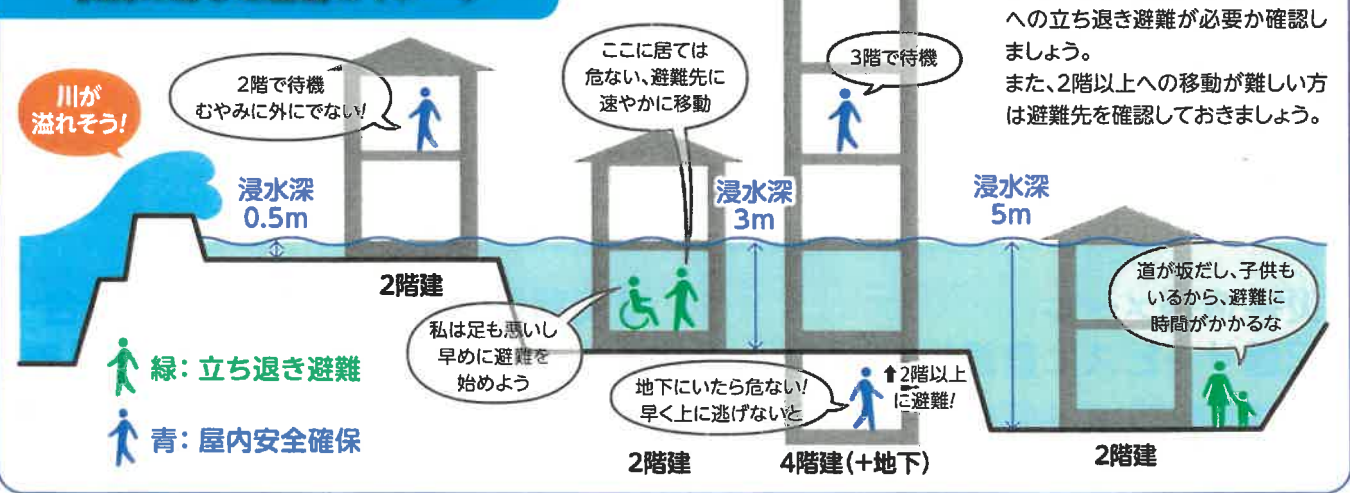 への立ち退き避難が必要か確認し
ましょう。
また、2階以上への移動が難しい方
は避難先を確認しておきましょう。
川が
溢れそう!
2階で待機
むやみに外にでない!
ここに居ては
危ない、避難先に
速やかに移動
3階で待機
浸水深
0.5m
浸水深
3m
浸水深
5m
2階建
私は足も悪いし
早めに避難を
始めよう
道が坂だし、子供も
いるから、避難に
時間がかかるな
地下にいたら危ない!
早く上に逃げないと
⬆2階以上
に避難!
緑：立ち退き避難
青：屋内安全確保
2階建
4階建(+地下)
2階建